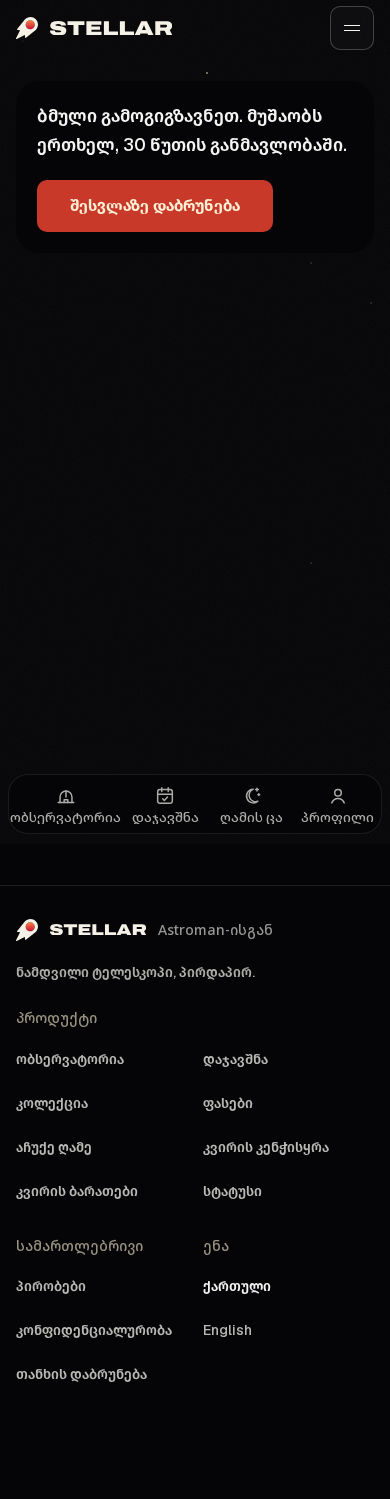 STELLAR
ბმული გამოგიგზავნეთ. მუშაობს
ერთხელ, 30 წუთის განმავლობაში.
შესვლაზე დაბრუნება
ობსერვატორია დაჯავშნა ღამის ცა პროფილი
STELLAR Astroman-ისგან
ნამდვილი ტელესკოპი, პირდაპირ.
პროდუქტი
ობსერვატორია დაჯავშნა
კოლექცია ფასები
აჩუქე ღამე კვირის კენჭისყრა
კვირის ბარათები სტატუსი
სამართლებრივი ენა
პირობები ქართული
კონფიდენციალურობა English
თანხის დაბრუნება